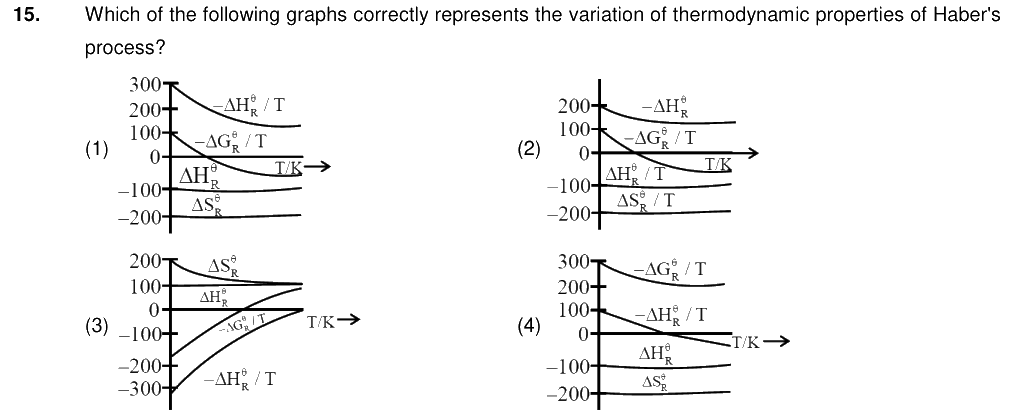 15. Which of the following graphs correctly represents the variation of thermodynamic properties of Haber's
process?
(1)
300
200
100
0
−100
−200
−ΔH°R / T
−ΔG°R / T
T/K
ΔH°R
ΔS°R
(2)
200
100
0
−100
−200
−ΔH°R
−ΔG°R / T
T/K
ΔH°R / T
ΔS°R / T
(3)
200
100
0
−100
−200
−300
ΔS°R
ΔH°R
−ΔG°R / T
T/K
−ΔH°R / T
(4)
300
200
100
0
−100
−200
−ΔG°R / T
−ΔH°R / T
T/K
ΔH°R
ΔS°R